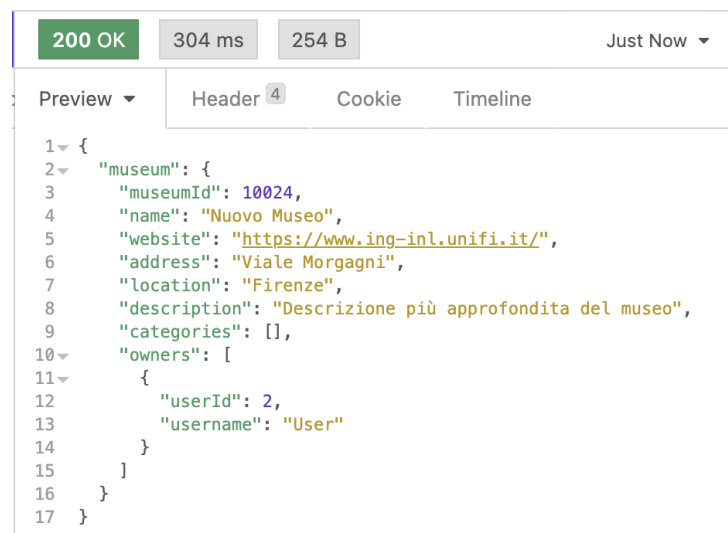 200 OK 304 ms 254 B Just Now
Preview Header 4 Cookie Timeline
1 {
2 "museum": {
3 "museumId": 10024,
4 "name": "Nuovo Museo",
5 "website": "https://www.ing-inl.unifi.it/",
6 "address": "Viale Morgagni",
7 "location": "Firenze",
8 "description": "Descrizione più approfondita del museo",
9 "categories": [],
10 "owners": [
11 {
12 "userId": 2,
13 "username": "User"
14 }
15 ]
16 }
17 }